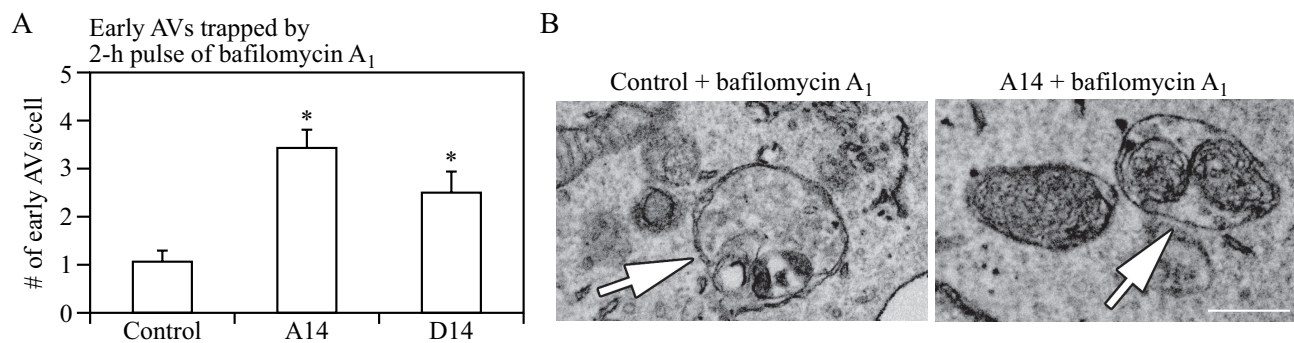 A
Early AVs trapped by
2-h pulse of bafilomycin A1
# of early AVs/cell
5
4
3
2
1
0
*
*
Control
A14
D14
B
Control + bafilomycin A1
A14 + bafilomycin A1